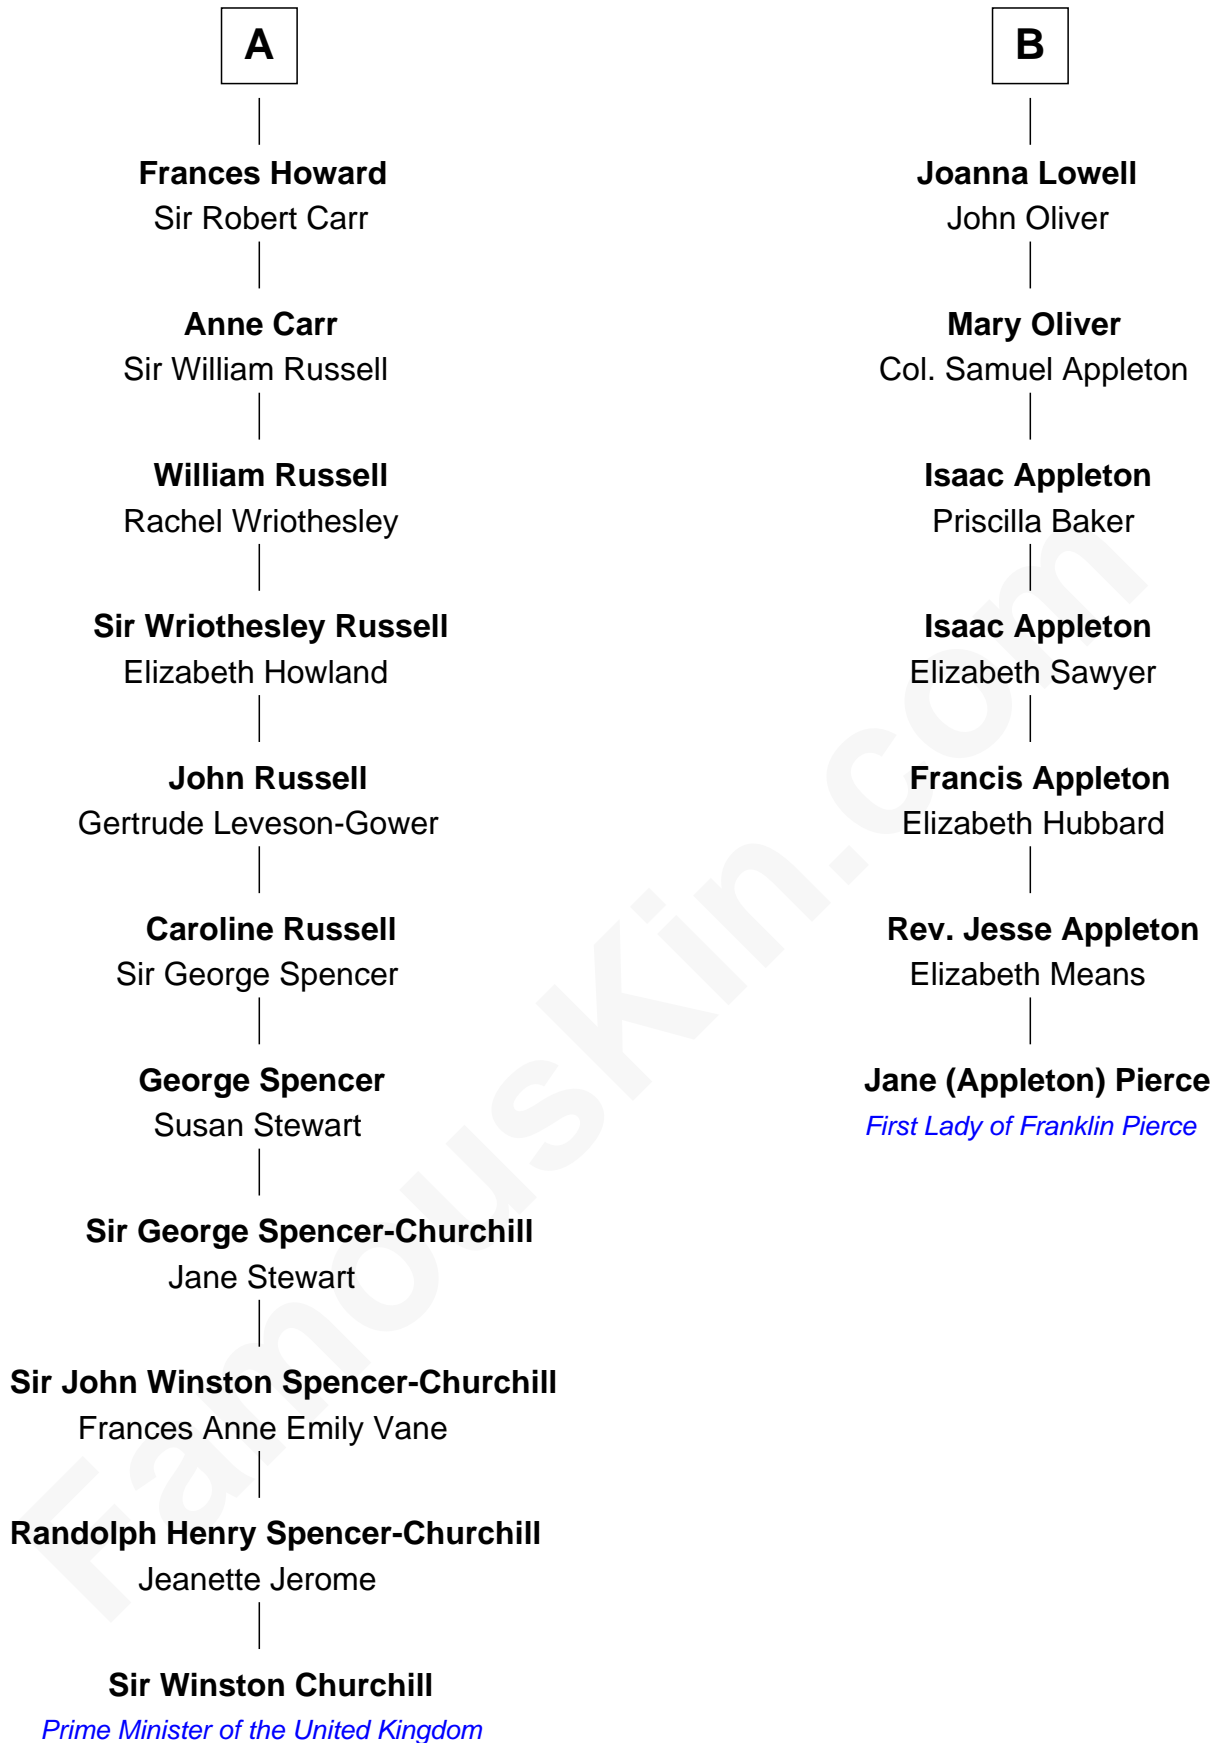 A
Frances Howard
Sir Robert Carr
Anne Carr
Sir William Russell
William Russell
Rachel Wriothesley
Sir Wriothesley Russell
Elizabeth Howland
John Russell
Gertrude Leveson-Gower
Caroline Russell
Sir George Spencer
George Spencer
Susan Stewart
Sir George Spencer-Churchill
Jane Stewart
Sir John Winston Spencer-Churchill
Frances Anne Emily Vane
Randolph Henry Spencer-Churchill
Jeanette Jerome
Sir Winston Churchill
Prime Minister of the United Kingdom
B
Joanna Lowell
John Oliver
Mary Oliver
Col. Samuel Appleton
Isaac Appleton
Priscilla Baker
Isaac Appleton
Elizabeth Sawyer
Francis Appleton
Elizabeth Hubbard
Rev. Jesse Appleton
Elizabeth Means
Jane (Appleton) Pierce
First Lady of Franklin Pierce
FamousKin.com